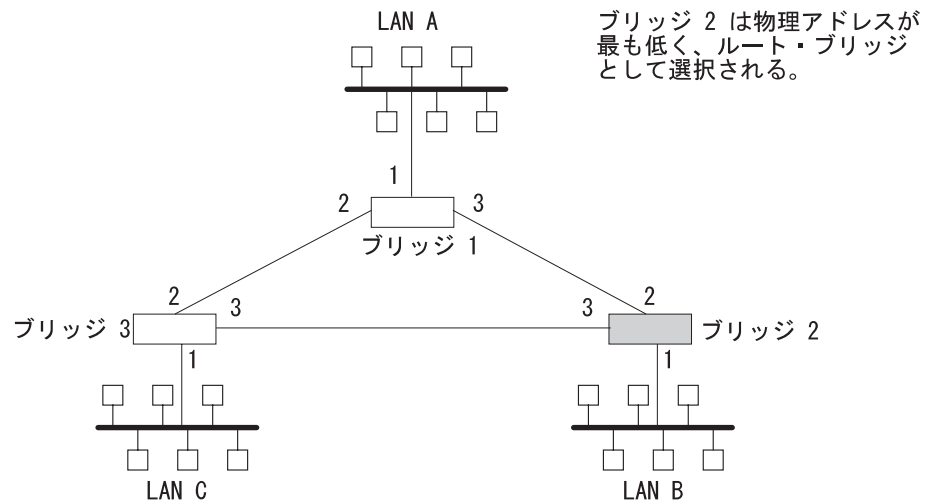 LAN A
ブリッジ 2 は物理アドレスが
最も低く、ルート・ブリッジ
として選択される。
1
2
3
ブリッジ 1
2
3
3
2
ブリッジ 3
ブリッジ 2
1
1
LAN C
LAN B